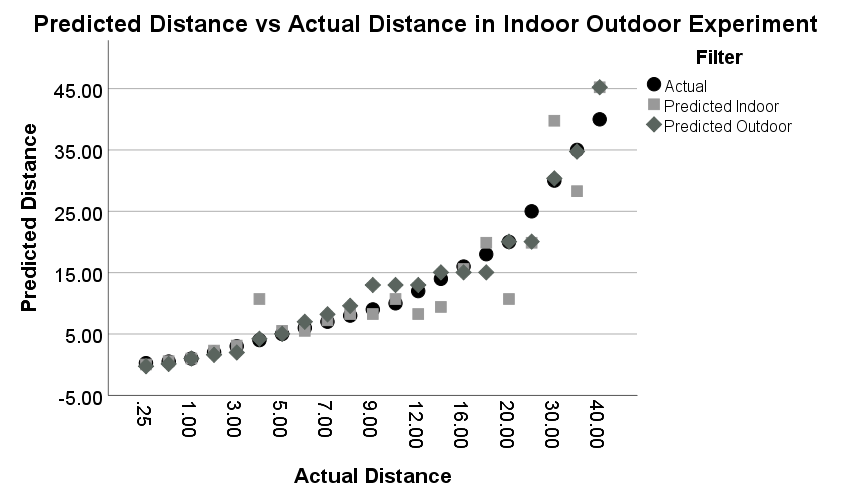 Predicted Distance vs Actual Distance in Indoor Outdoor Experiment
Filter
Actual
Predicted Indoor
Predicted Outdoor
Predicted Distance
45.00
35.00
25.00
15.00
5.00
-5.00
.25
1.00
3.00
5.00
7.00
9.00
12.00
16.00
20.00
30.00
40.00
Actual Distance